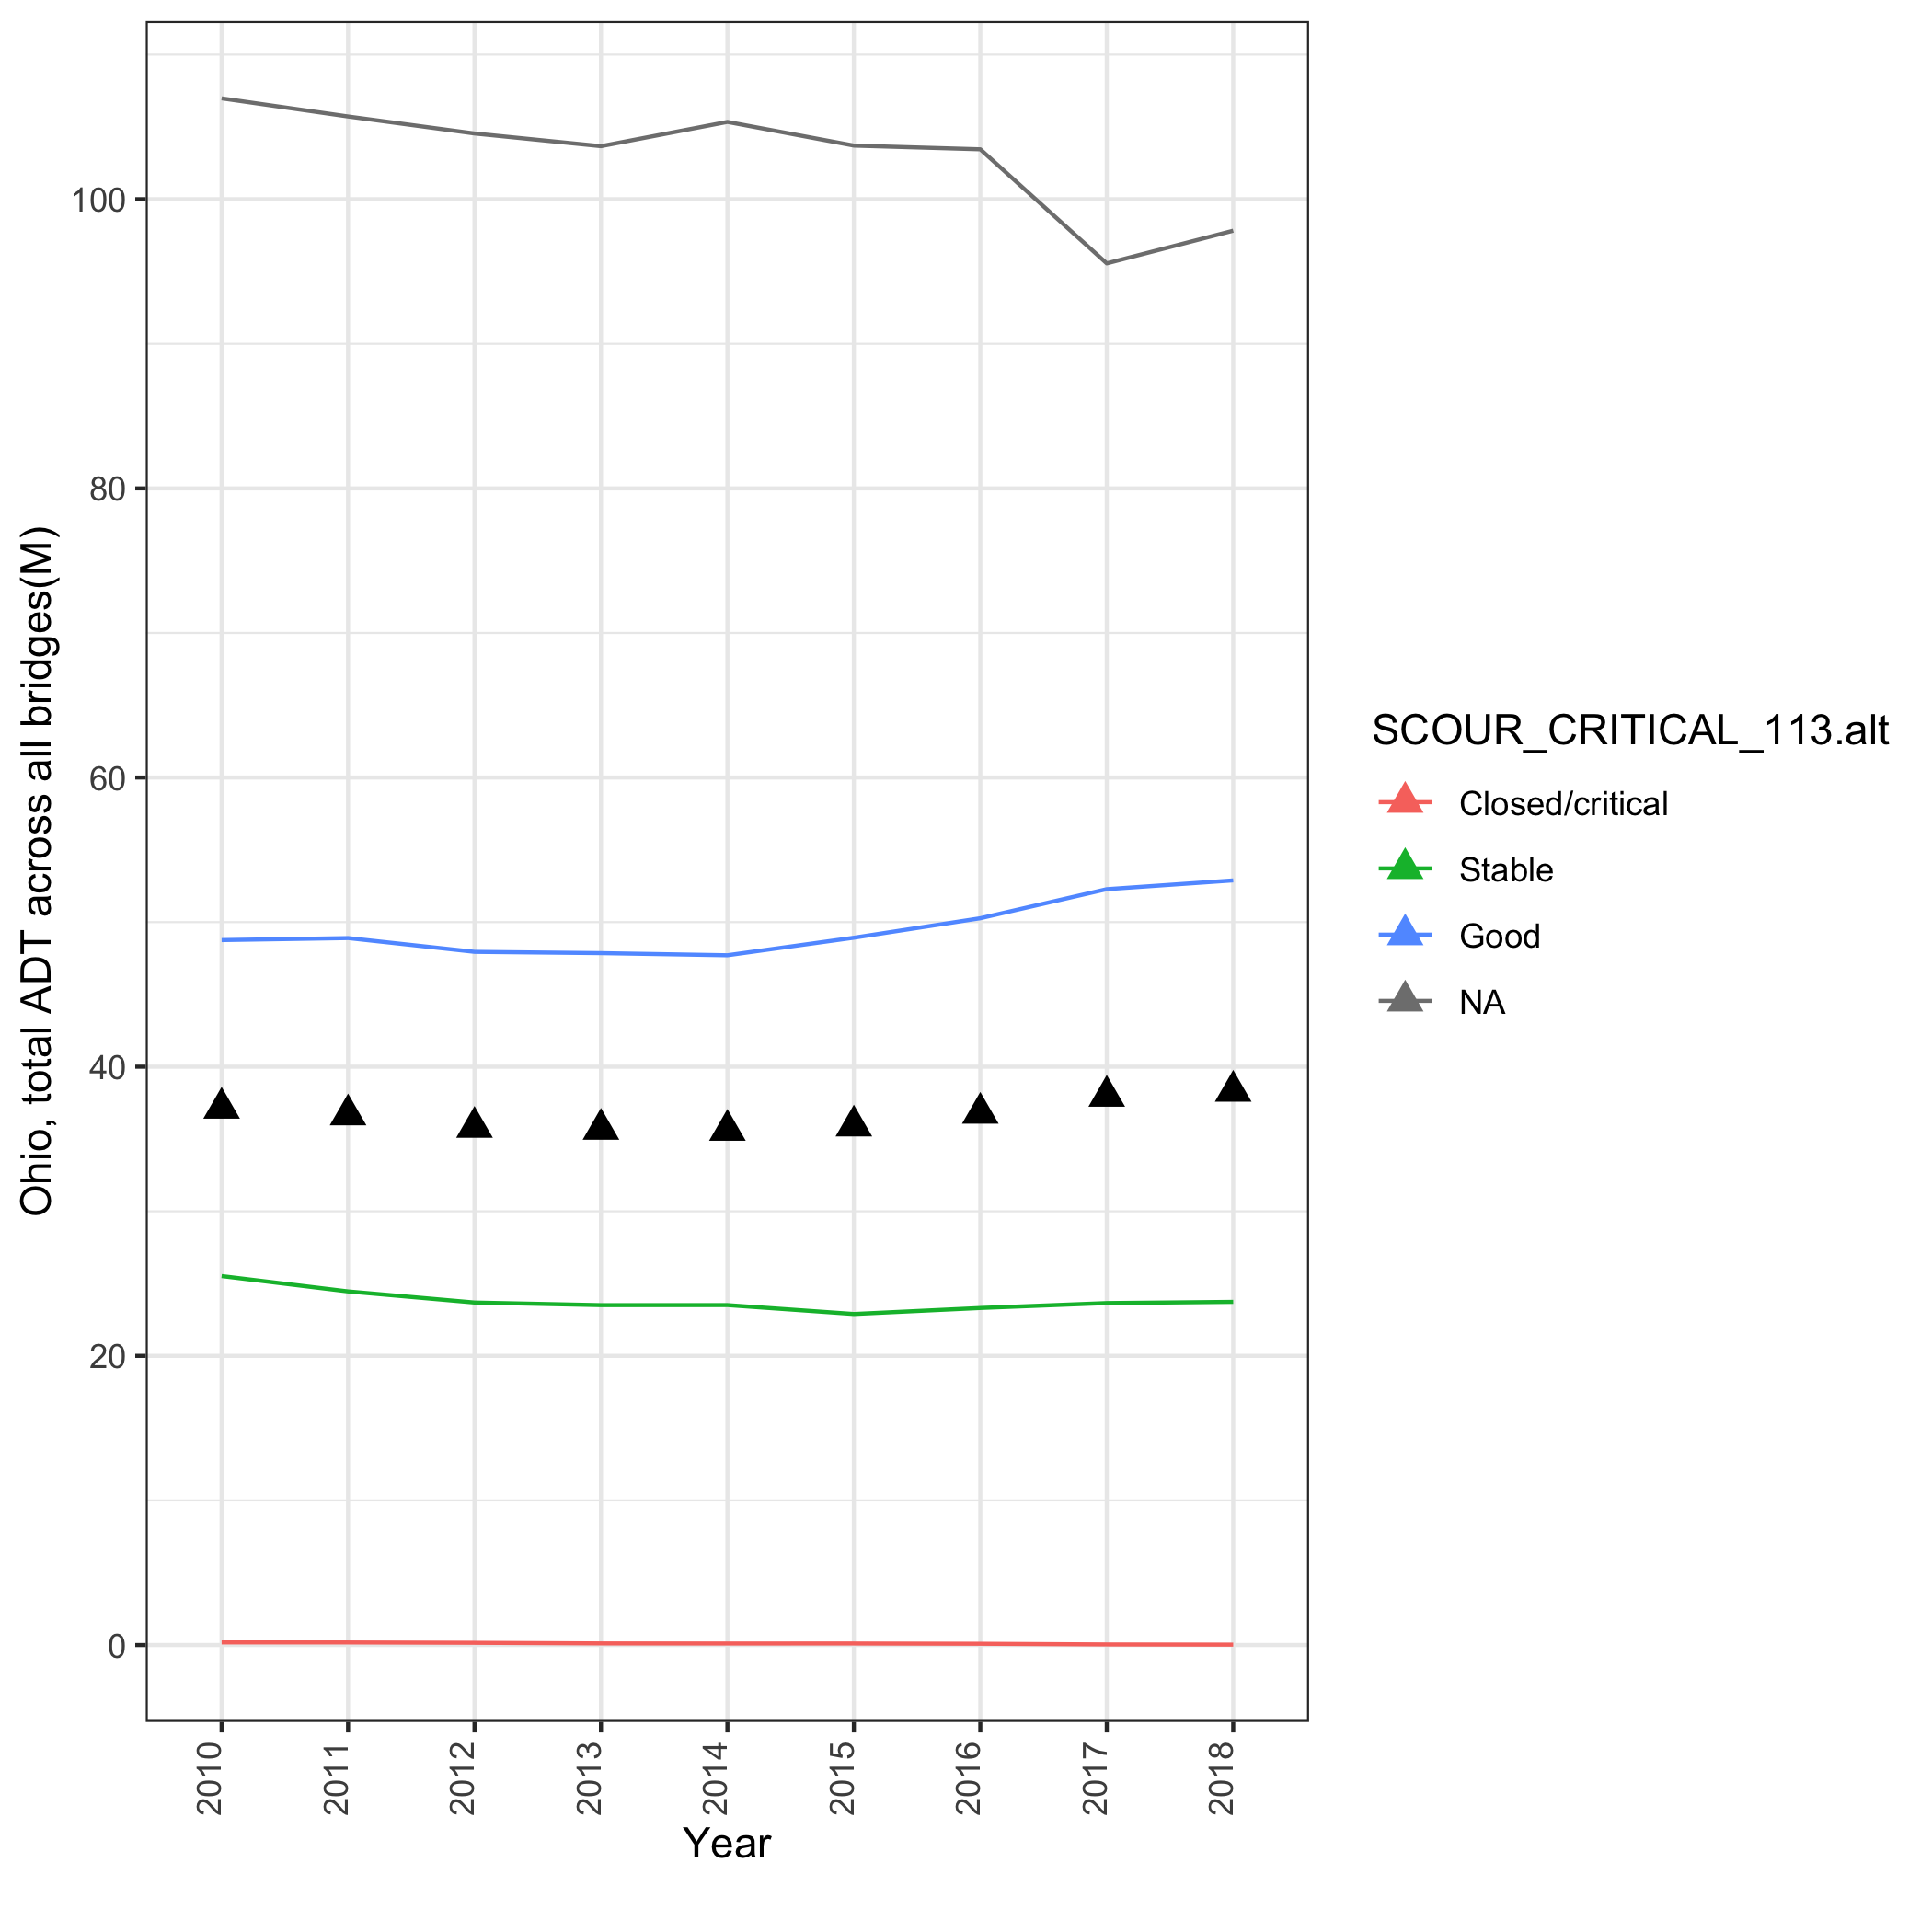 Ohio, total ADT across all bridges(M)
100
80
60
40
20
0
2010
2011
2012
2013
2014
2015
2016
2017
2018
Year
SCOUR_CRITICAL_113.alt
Closed/critical
Stable
Good
NA